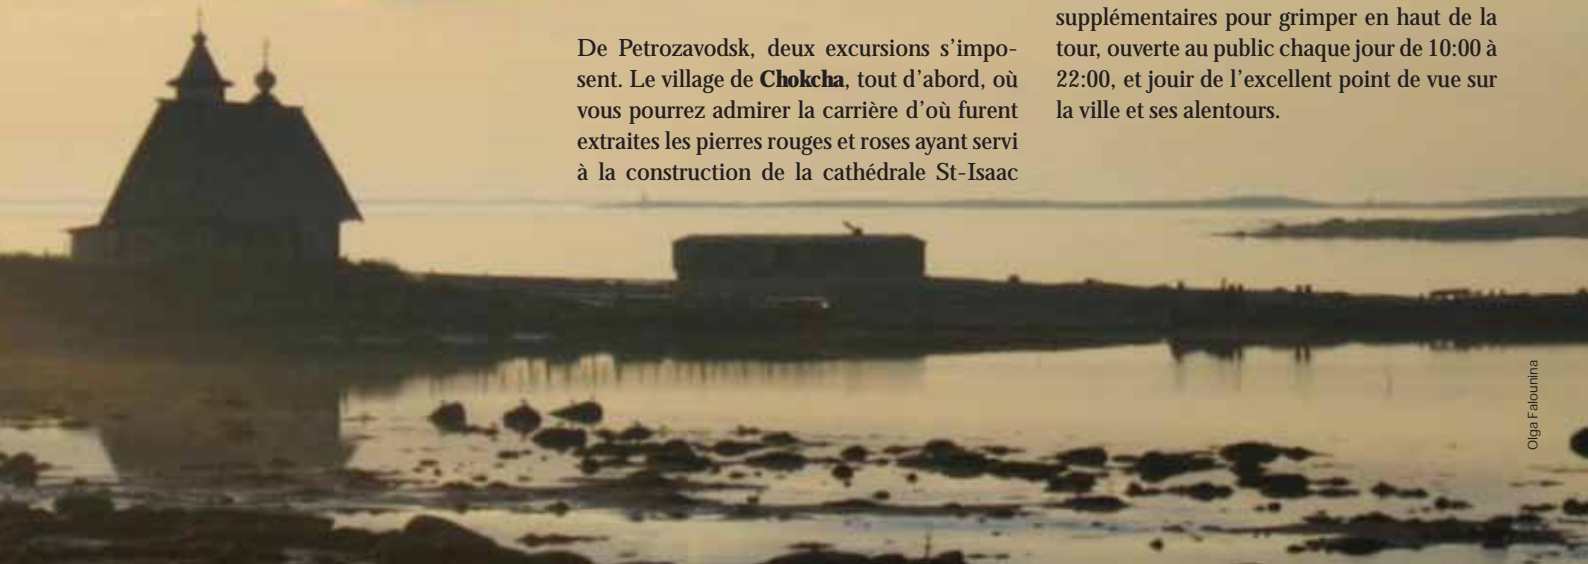 De Petrozavodsk, deux excursions s'impo-
sent. Le village de Chokcha, tout d'abord, où
vous pourrez admirer la carrière d'où furent
extraites les pierres rouges et roses ayant servi
à la construction de la cathédrale St-Isaac
supplémentaires pour grimper en haut de la
tour, ouverte au public chaque jour de 10:00 à
22:00, et jouir de l'excellent point de vue sur
la ville et ses alentours.
Olga Falounina